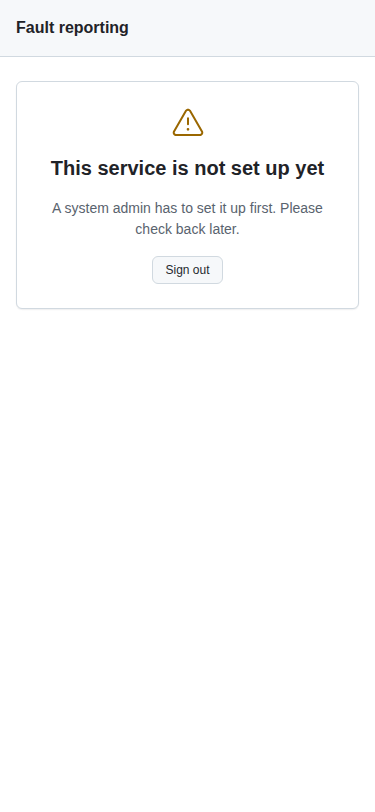 Fault reporting
This service is not set up yet
A system admin has to set it up first. Please
check back later.
Sign out